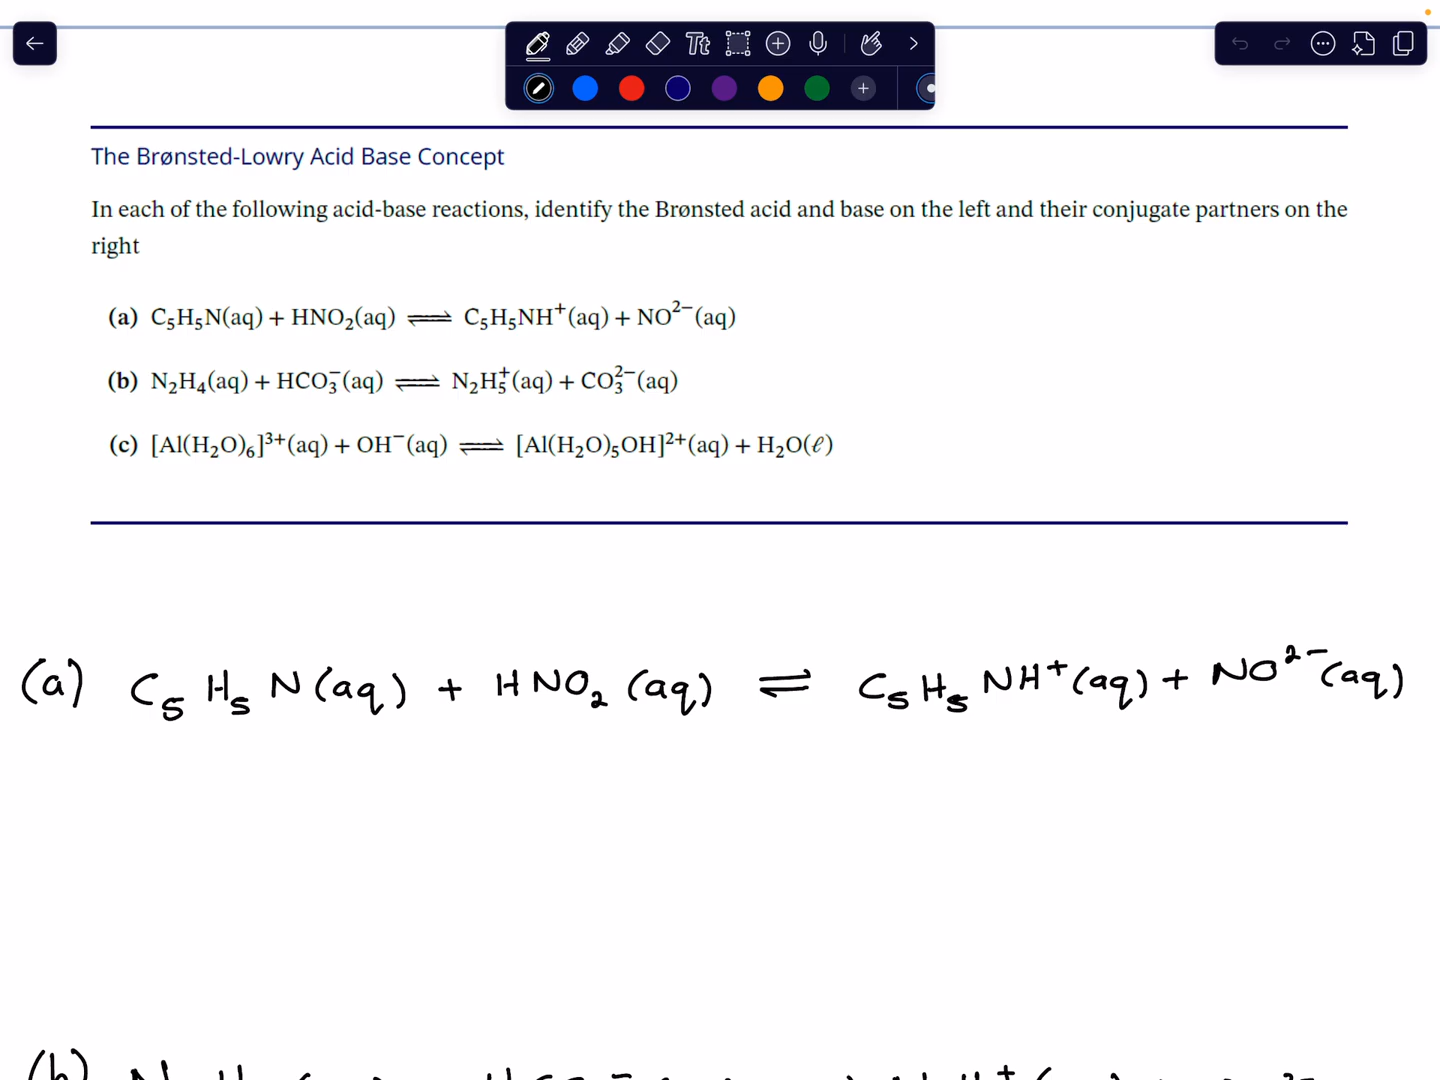 Tt
The Brønsted-Lowry Acid Base Concept
In each of the following acid-base reactions, identify the Brønsted acid and base on the left and their conjugate partners on the
right
(a) C₅H₅N(aq) + HNO₂(aq) ⇌ C₅H₅NH⁺(aq) + NO²⁻(aq)
(b) N₂H₄(aq) + HCO₃⁻(aq) ⇌ N₂H₅⁺(aq) + CO₃²⁻(aq)
(c) [Al(H₂O)₆]³⁺(aq) + OH⁻(aq) ⇌ [Al(H₂O)₅OH]²⁺(aq) + H₂O(ℓ)
(a) C₅H₅N(aq) + HNO₂(aq) ⇌ C₅H₅NH⁺(aq) + NO²⁻(aq)
(b)